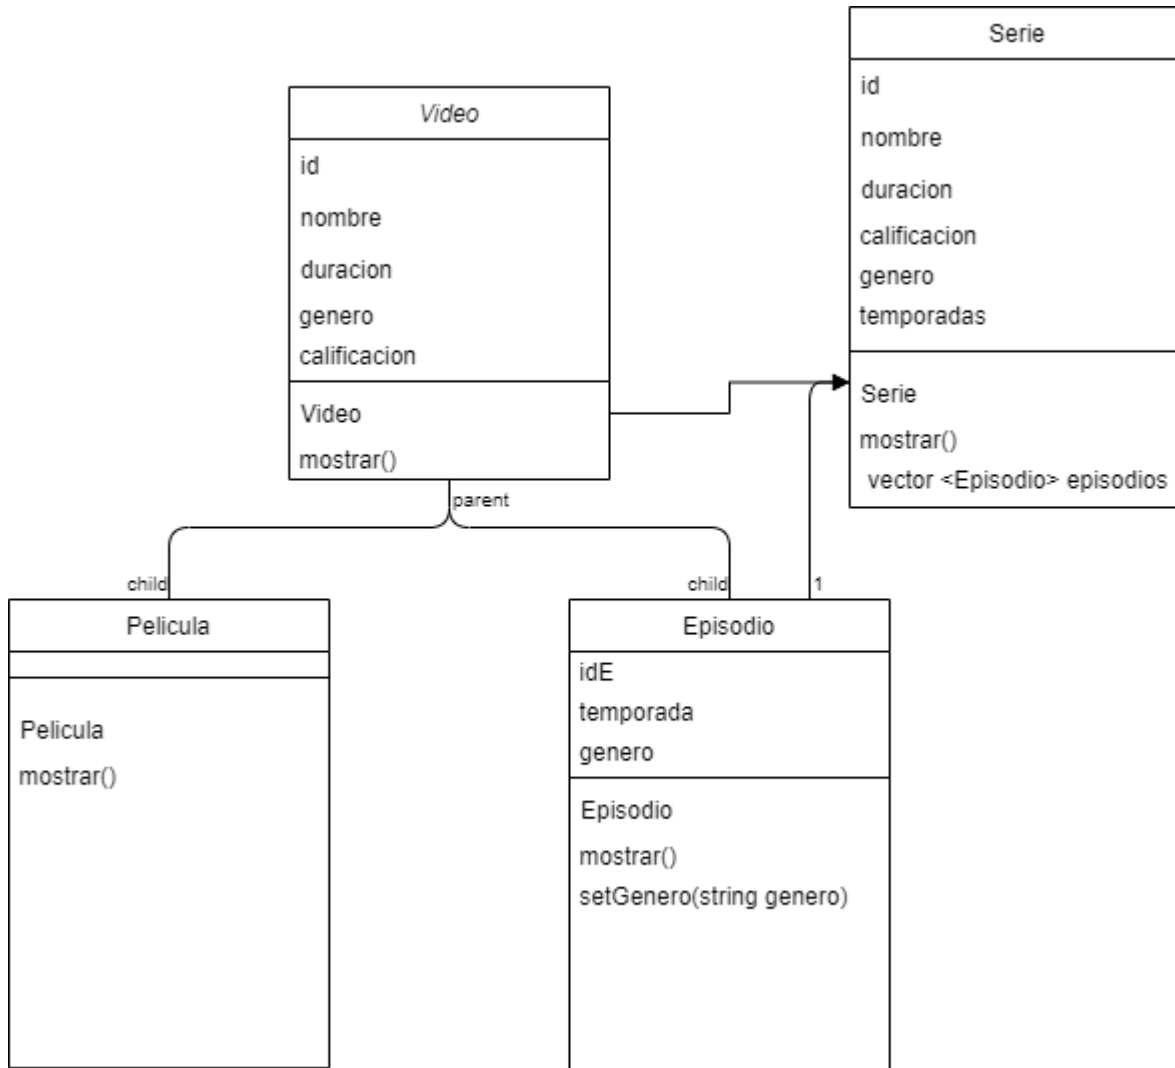 Serie
id
nombre
duracion
calificacion
genero
temporadas
Serie
mostrar()
vector <Episodio> episodios
Video
id
nombre
duracion
genero
calificacion
Video
mostrar()
parent
child
child
1
Pelicula
Pelicula
mostrar()
Episodio
idE
temporada
genero
Episodio
mostrar()
setGenero(string genero)